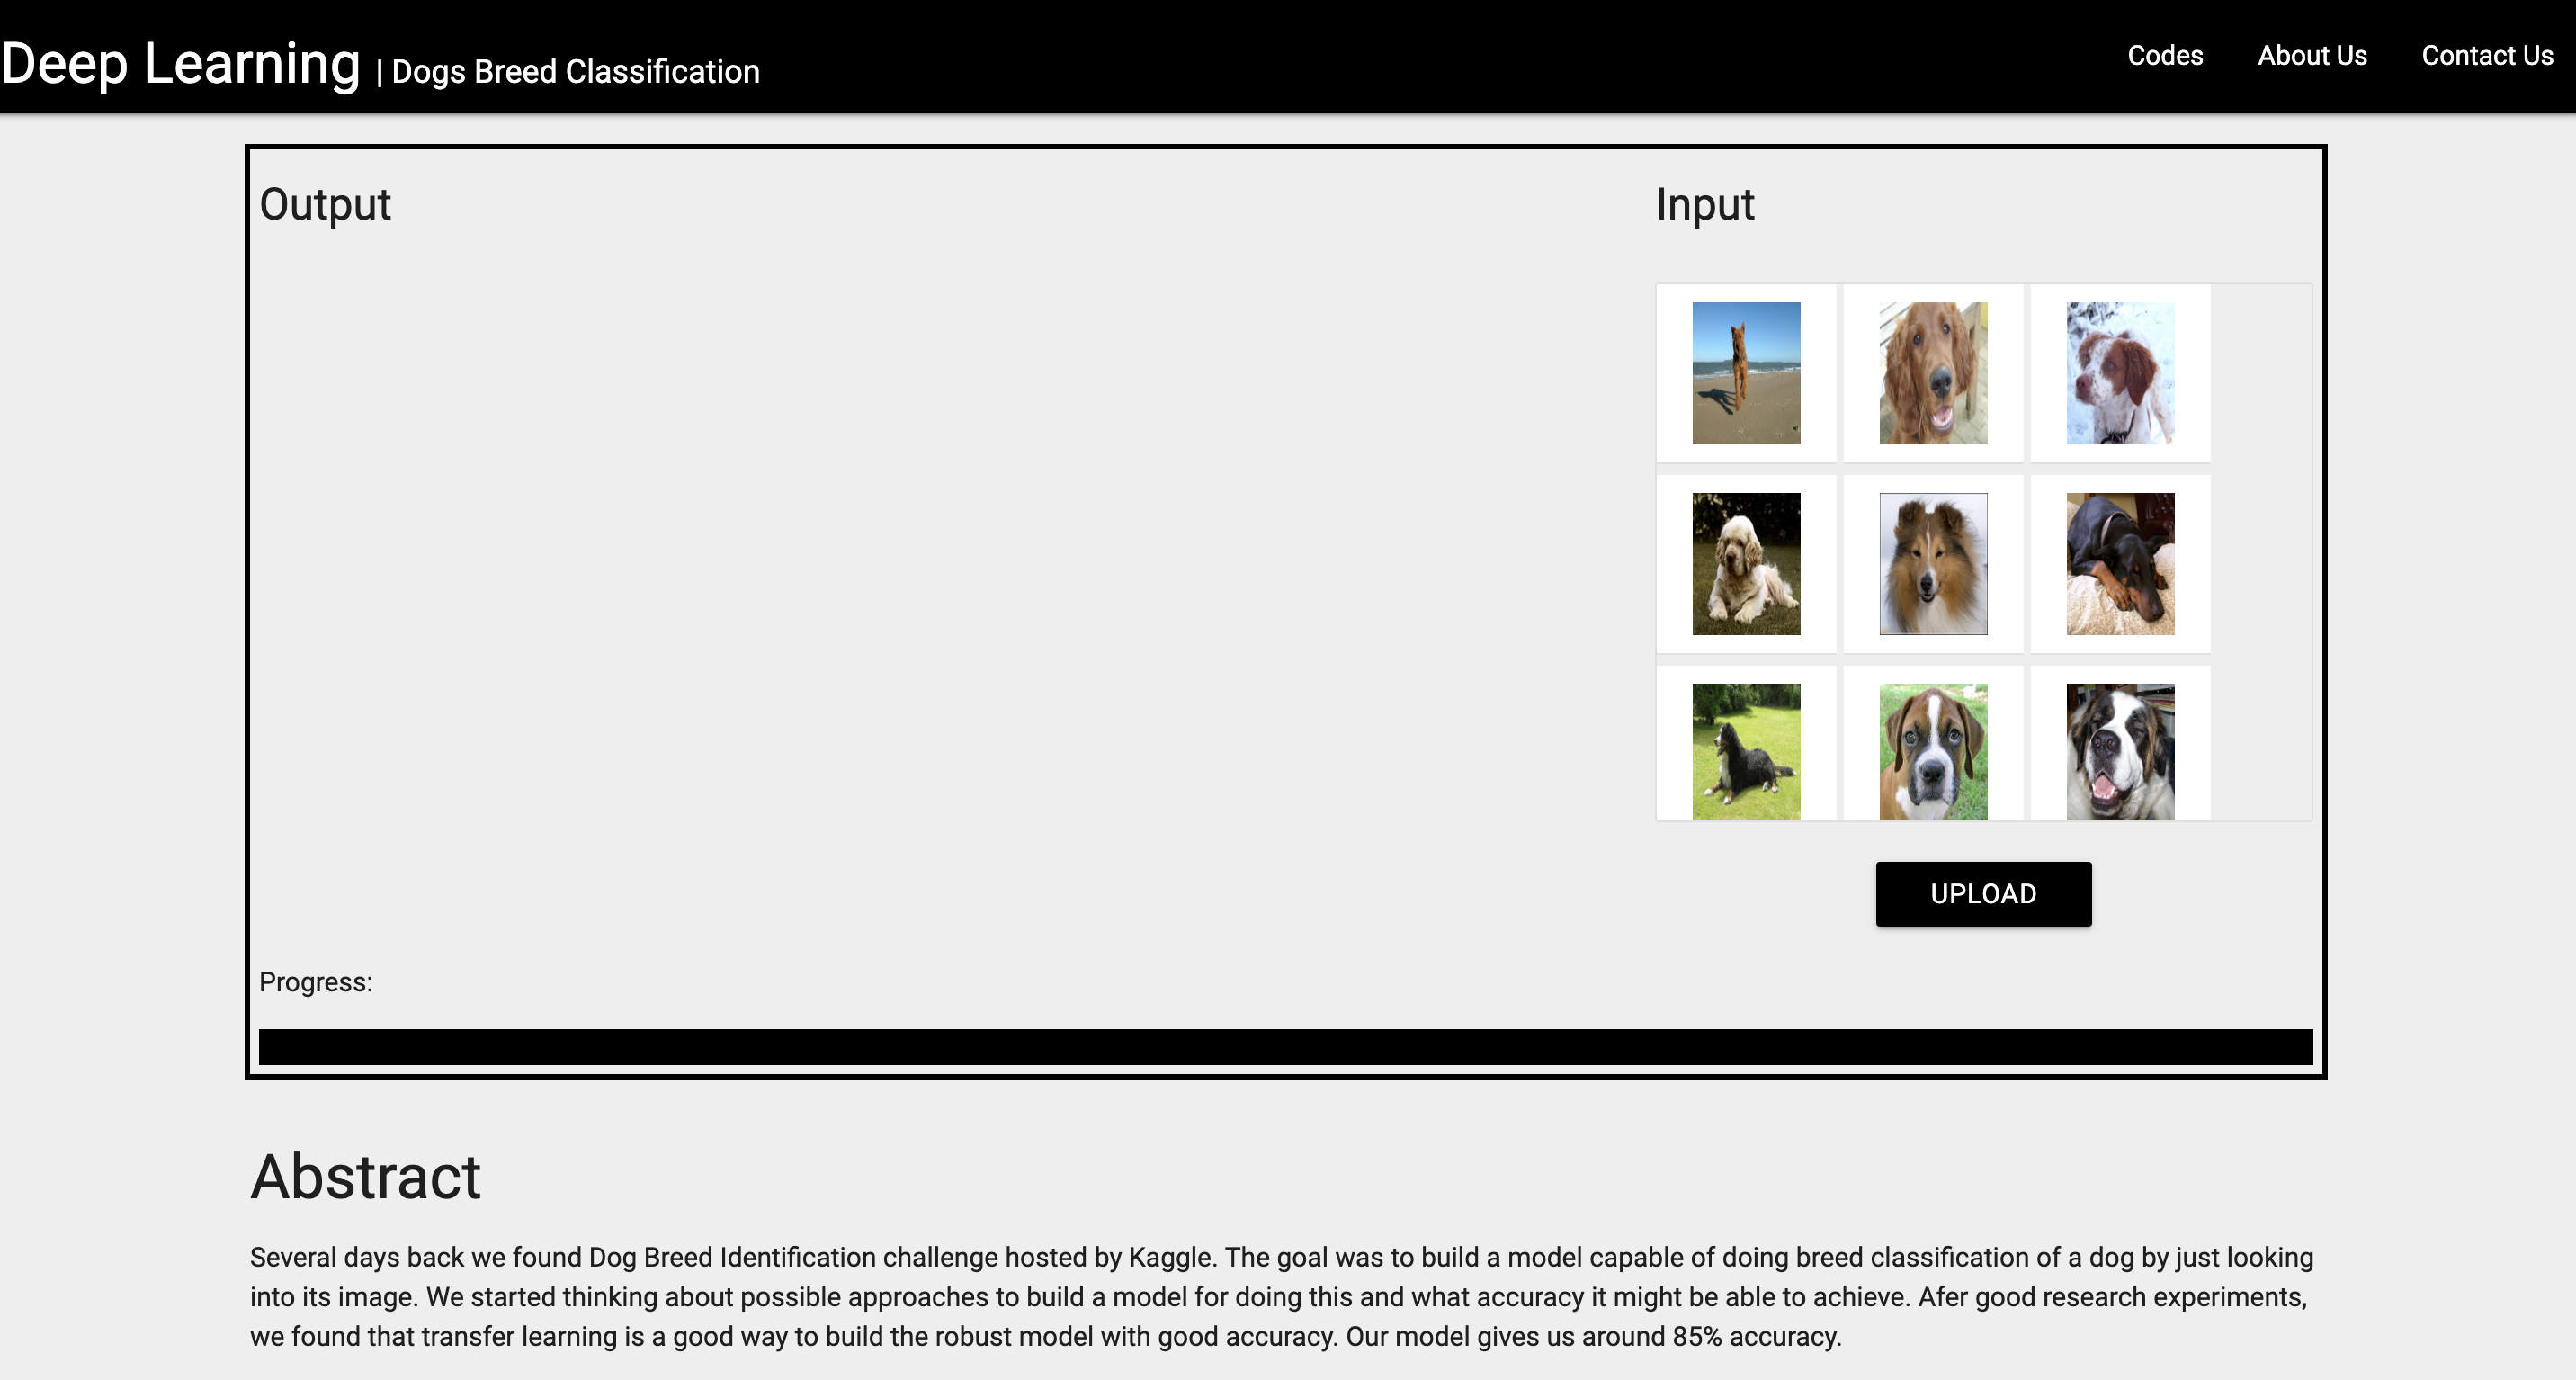 Deep Learning | Dogs Breed Classification
Codes About Us Contact Us
Output
Input
UPLOAD
Progress:
Abstract
Several days back we found Dog Breed Identification challenge hosted by Kaggle. The goal was to build a model capable of doing breed classification of a dog by just looking
into its image. We started thinking about possible approaches to build a model for doing this and what accuracy it might be able to achieve. Afer good research experiments,
we found that transfer learning is a good way to build the robust model with good accuracy. Our model gives us around 85% accuracy.